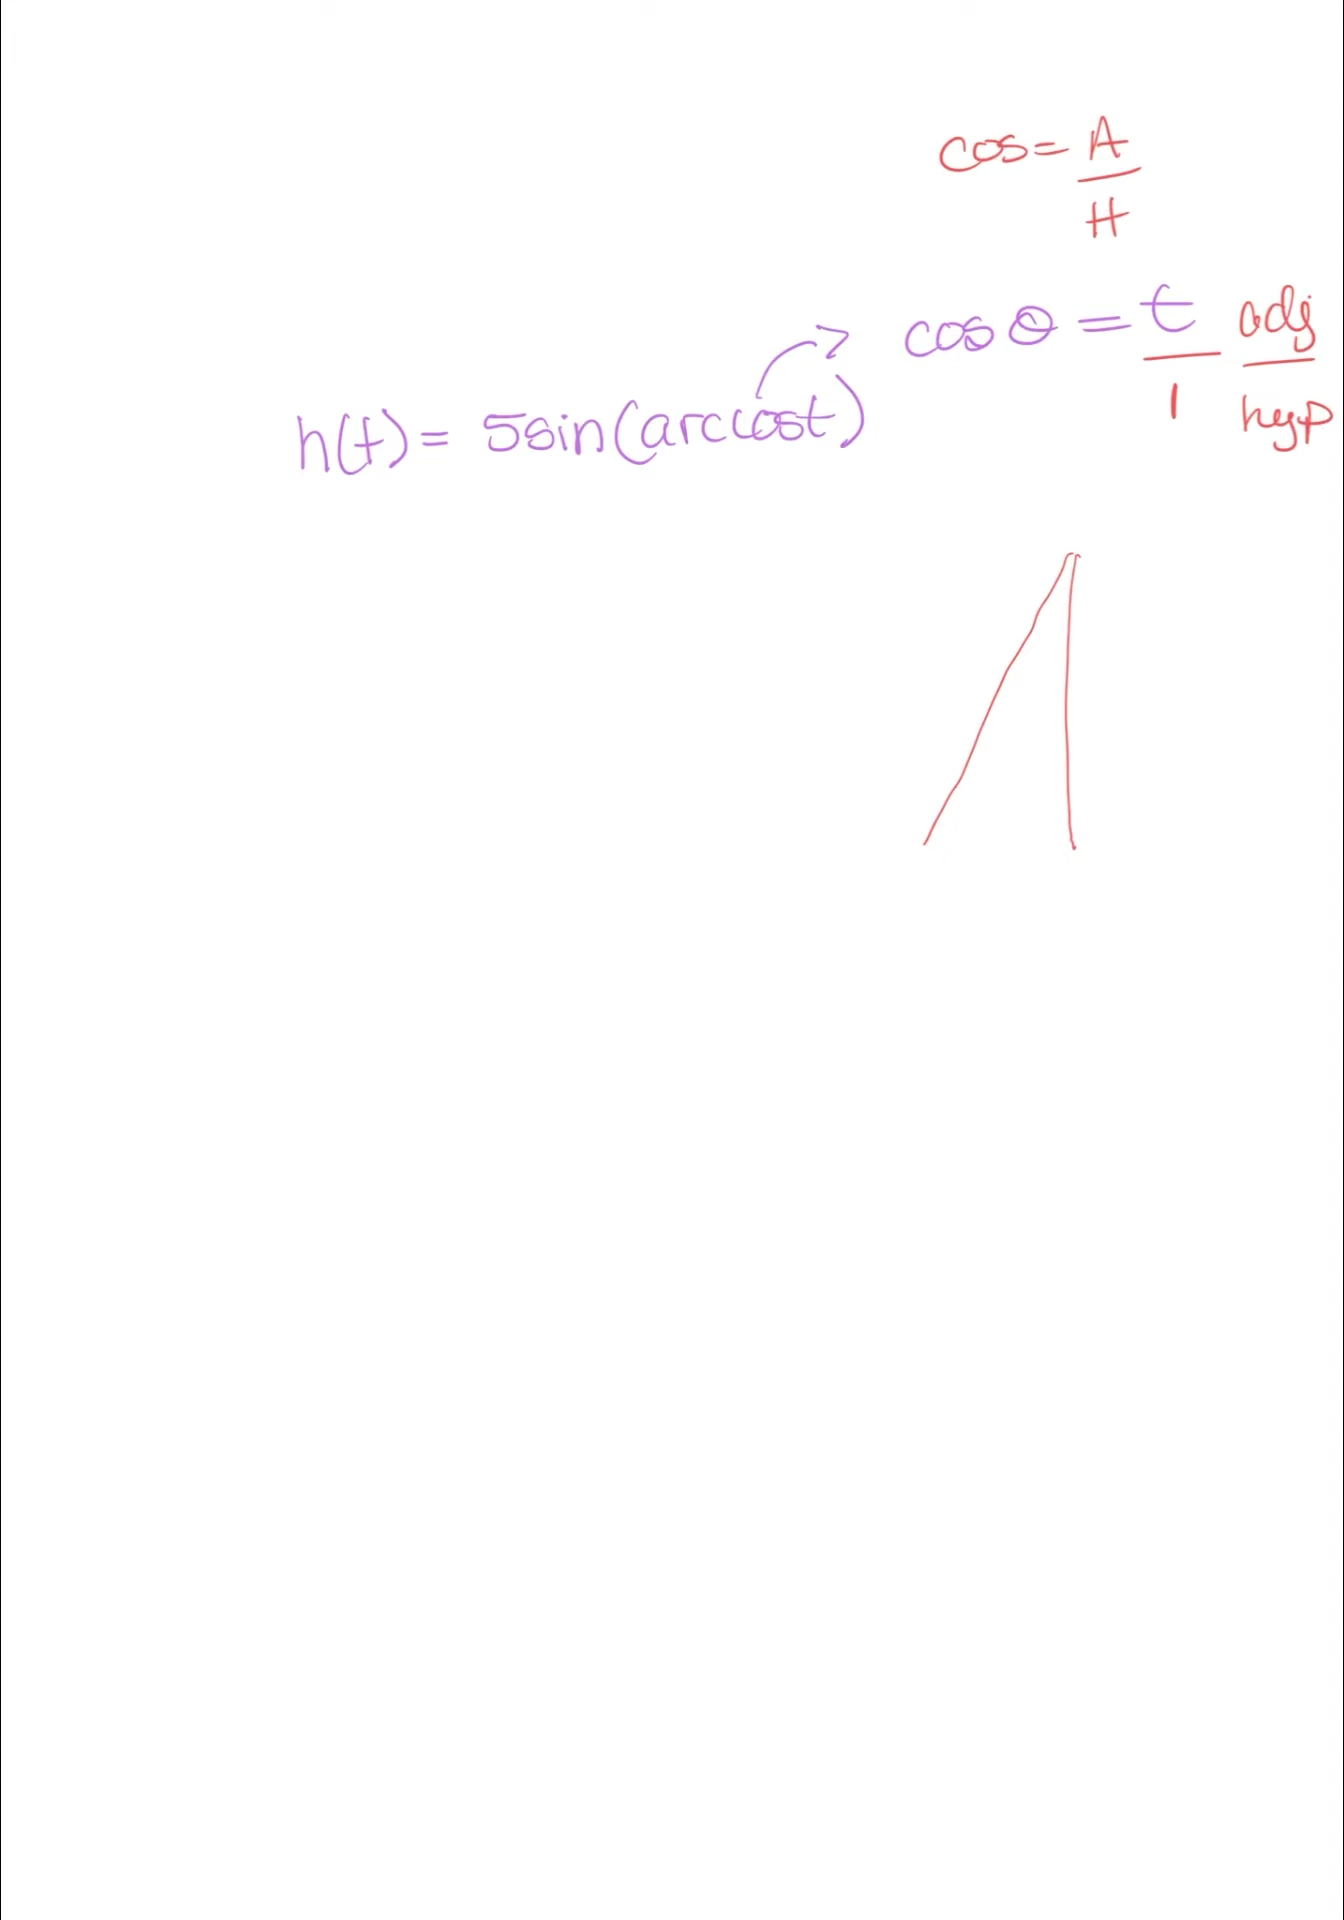 cos = A
H
cos θ = t adj
1 hyp
h(t) = 5sin(arccost)